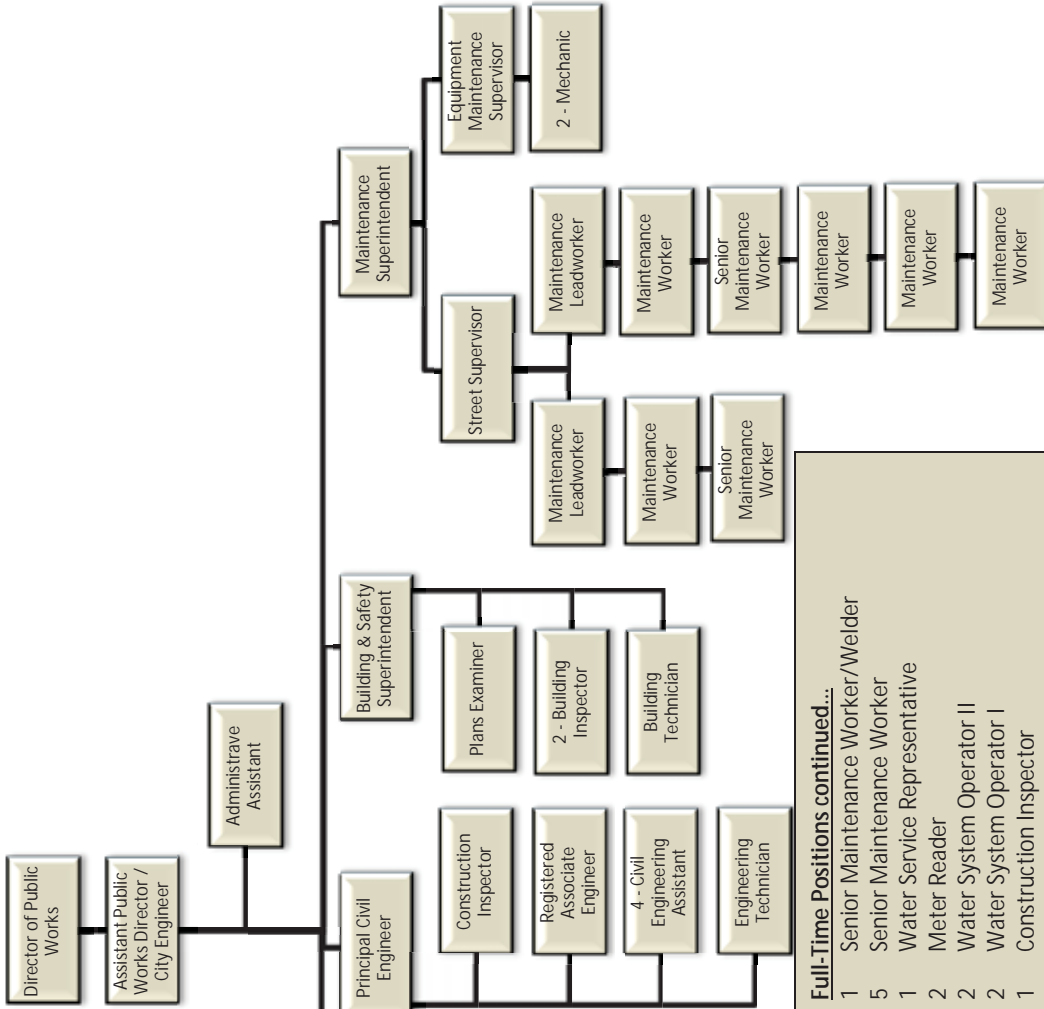 Director of Public
Works
Assistant Public
Works Director /
City Engineer
Administrave
Assistant
Principal Civil
Engineer
Construction
Inspector
Registered
Associate
Engineer
4 - Civil
Engineering
Assistant
Engineering
Technician
Building & Safety
Superintendent
Plans Examiner
2 - Building
Inspector
Building
Technician
Maintenance
Superintendent
Street Supervisor
Maintenance
Leadworker
Maintenance
Worker
Senior
Maintenance
Worker
Maintenance
Leadworker
Maintenance
Worker
Senior
Maintenance
Worker
Maintenance
Worker
Maintenance
Worker
Maintenance
Worker
Equipment
Maintenance
Supervisor
2 - Mechanic
Full-Time Positions continued...
1 Senior Maintenance Worker/Welder
5 Senior Maintenance Worker
1 Water Service Representative
2 Meter Reader
2 Water System Operator II
2 Water System Operator I
1 Construction Inspector